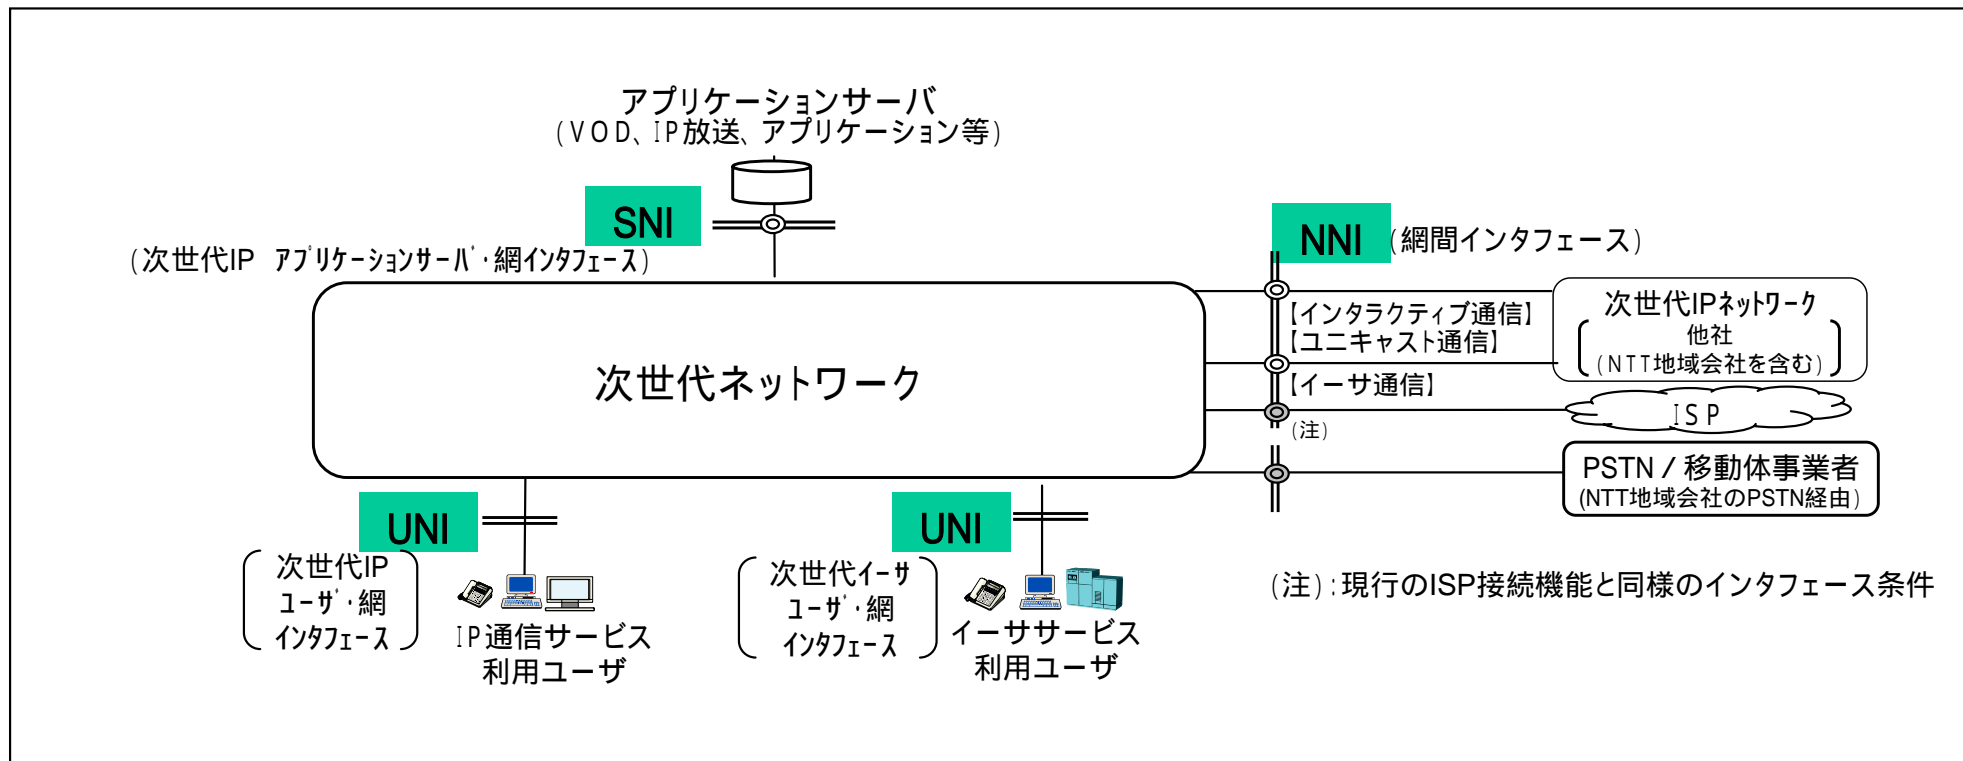 アプリケーションサーバ
(VOD、IP放送、アプリケーション等)
SNI
(次世代IP ｱﾌﾟﾘｹｰｼｮﾝｻｰﾊﾞ・網ｲﾝﾀﾌｪｰｽ)
NNI (網間インタフェース)
次世代ネットワーク
【インタラクティブ通信】
【ユニキャスト通信】
【イーサ通信】
(注)
次世代IPﾈｯﾄﾜｰｸ
他社
(NTT地域会社を含む)
ISP
PSTN / 移動体事業者
(NTT地域会社のPSTN経由)
UNI
次世代IP
ﾕｰｻﾞ・網
ｲﾝﾀﾌｪｰｽ
IP通信サービス
利用ユーザ
UNI
次世代ｲｰｻ
ﾕｰｻﾞ・網
ｲﾝﾀﾌｪｰｽ
イーササービス
利用ユーザ
(注):現行のISP接続機能と同様のインタフェース条件